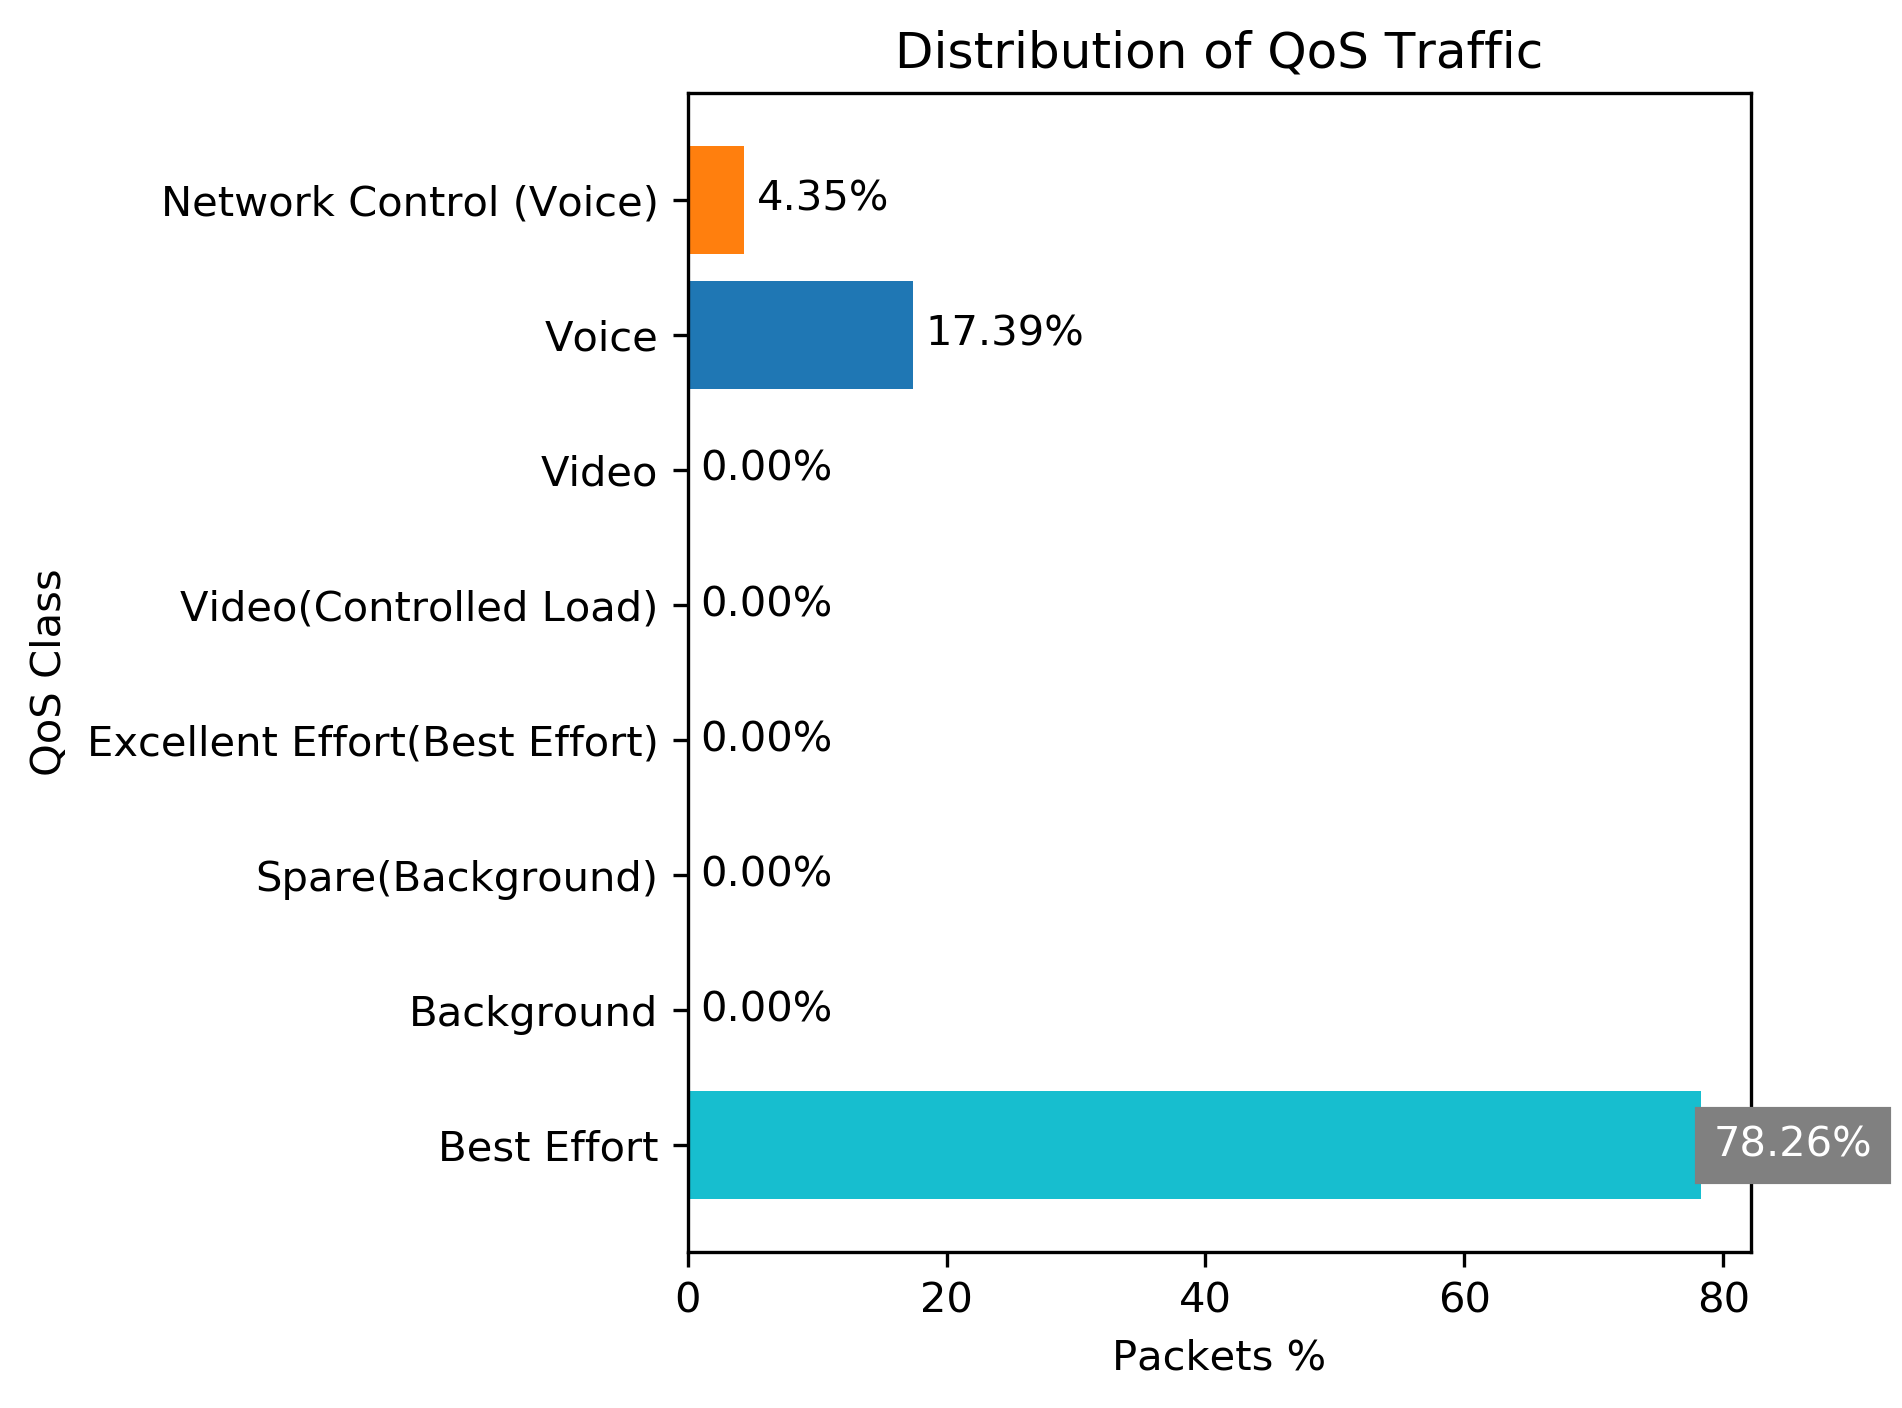 Distribution of QoS Traffic
Network Control (Voice)
4.35%
Voice
17.39%
Video
0.00%
Video(Controlled Load)
0.00%
Excellent Effort(Best Effort)
0.00%
Spare(Background)
0.00%
Background
0.00%
Best Effort
78.26%
QoS Class
0 20 40 60 80
Packets %